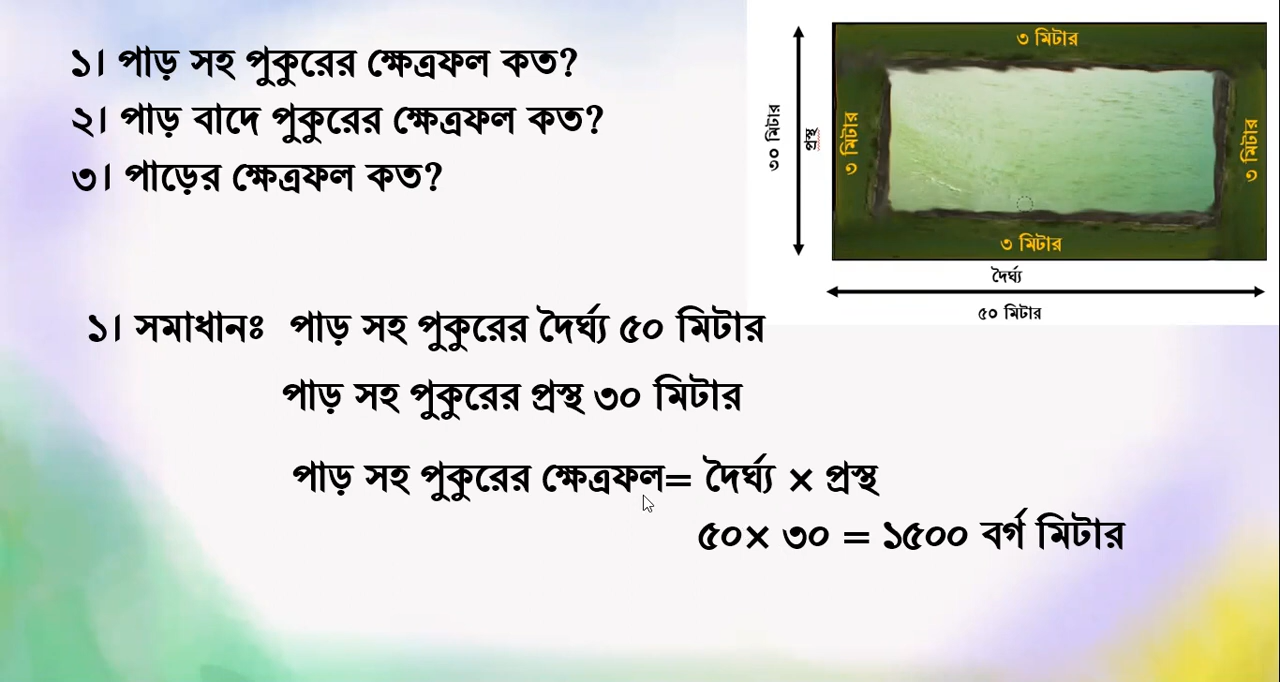 ১। পাড় সহ পুকুরের ক্ষেত্রফল কত?
২। পাড় বাদে পুকুরের ক্ষেত্রফল কত?
৩। পাড়ের ক্ষেত্রফল কত?
৩ মিটার
৩০ মিটার
প্রস্থ
৩ মিটার
৩ মিটার
৩ মিটার
দৈর্ঘ্য
৫০ মিটার
১। সমাধানঃ পাড় সহ পুকুরের দৈর্ঘ্য ৫০ মিটার
পাড় সহ পুকুরের প্রস্থ ৩০ মিটার
পাড় সহ পুকুরের ক্ষেত্রফল= দৈর্ঘ্য × প্রস্থ
৫০× ৩০ = ১৫০০ বর্গ মিটার